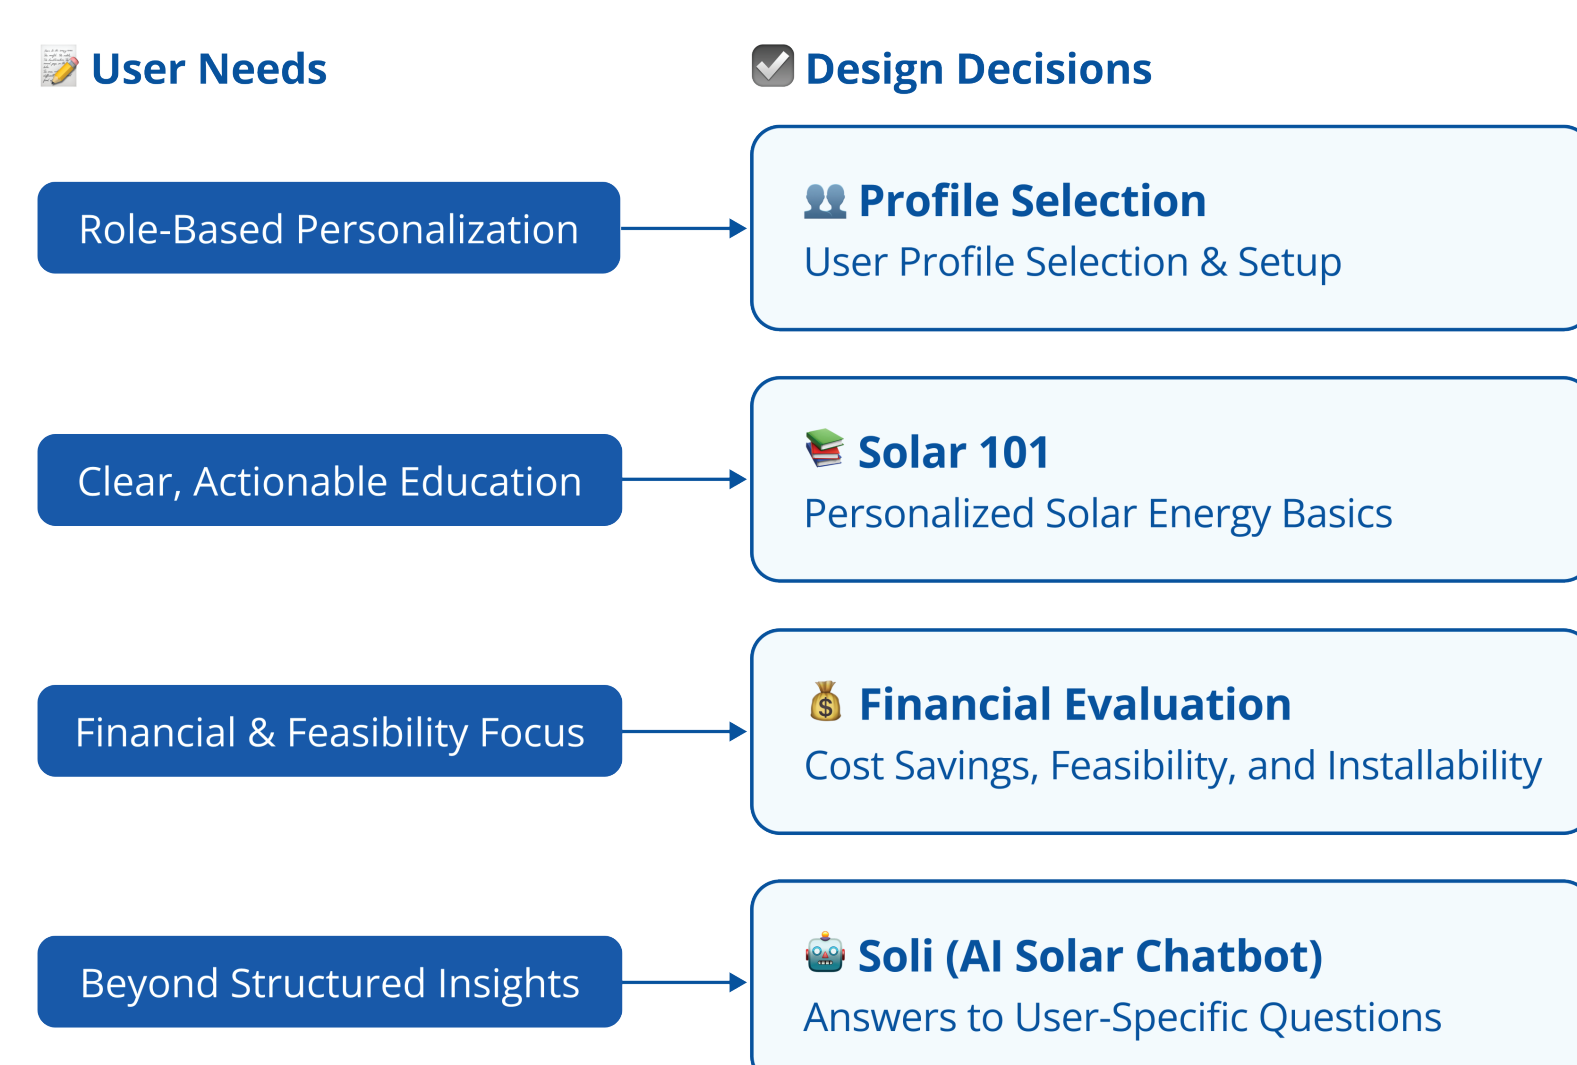 User Needs
Design Decisions
Role-Based Personalization
Profile Selection
User Profile Selection & Setup
Clear, Actionable Education
Solar 101
Personalized Solar Energy Basics
Financial & Feasibility Focus
Financial Evaluation
Cost Savings, Feasibility, and Installability
Beyond Structured Insights
Soli (AI Solar Chatbot)
Answers to User-Specific Questions